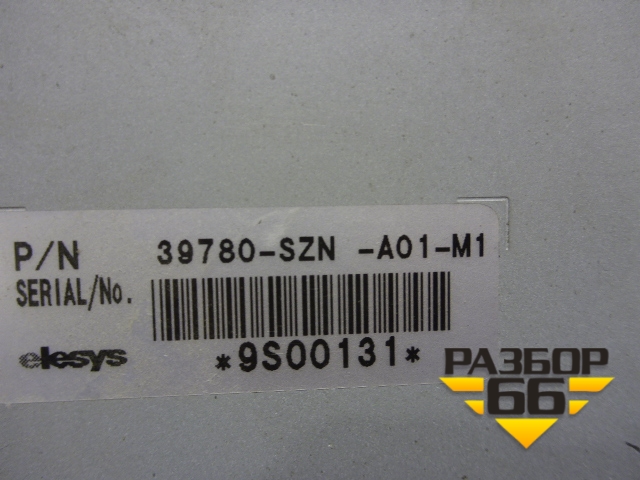 P/N 39780-SZN -A01-M1
SERIAL/No.
elesys *9S00131*
РАЗБОР
66